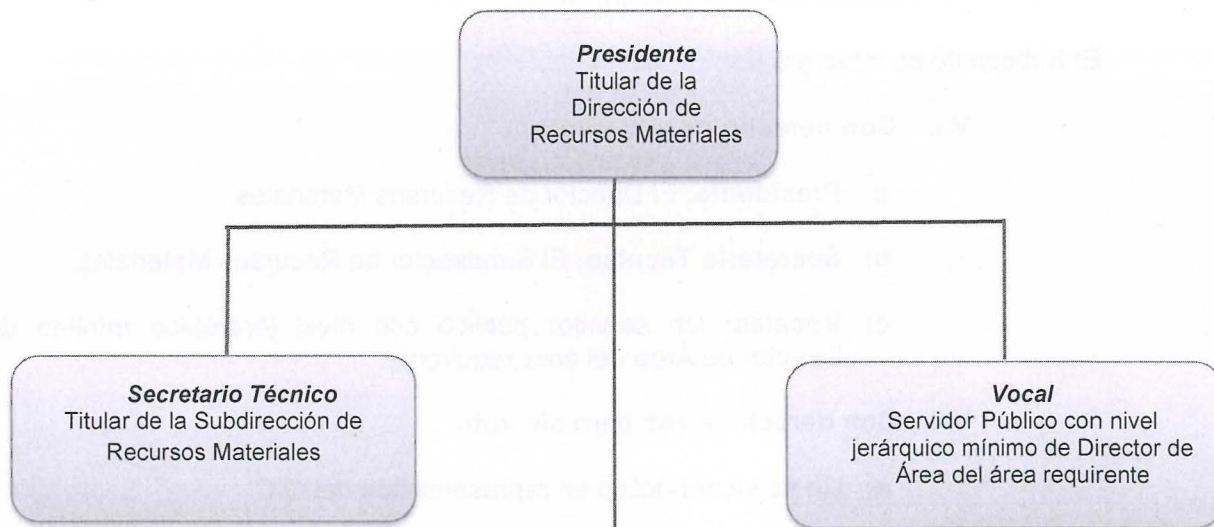 Presidente
Titular de la
Dirección de
Recursos Materiales
Secretario Técnico
Titular de la Subdirección de
Recursos Materiales
Vocal
Servidor Público con nivel
jerárquico mínimo de Director de
Área del área requirente